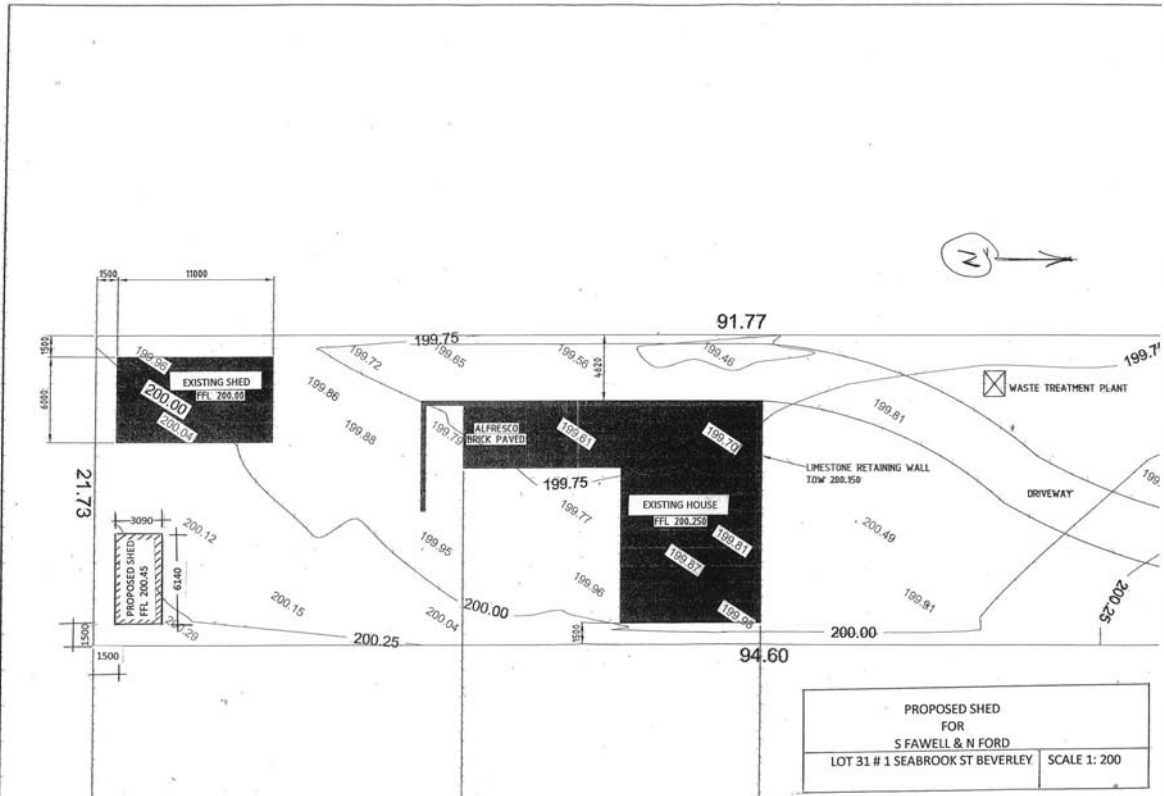 N
1500
11000
91.77
1500
6000
199.96
EXISTING SHED
FFL 200.00
200.00
200.04
199.75
199.72
199.65
199.56
4620
199.46
199.86
199.88
199.79
ALFRESCO
BRICK PAVED
199.61
199.70
199.81
WASTE TREATMENT PLANT
LIMESTONE RETAINING WALL
TOW 200.150
DRIVEWAY
21.73
199.75
199.77
EXISTING HOUSE
FFL 200.250
199.81
199.87
200.49
3090
200.12
PROPOSED SHED
FFL 200.45
6140
199.95
199.96
199.98
199.91
200.15
200.04
200.00
200.00
200.25
200.29
200.25
1500
1500
1500
94.60
PROPOSED SHED
FOR
S FAWELL & N FORD
LOT 31 # 1 SEABROOK ST BEVERLEY
SCALE 1: 200